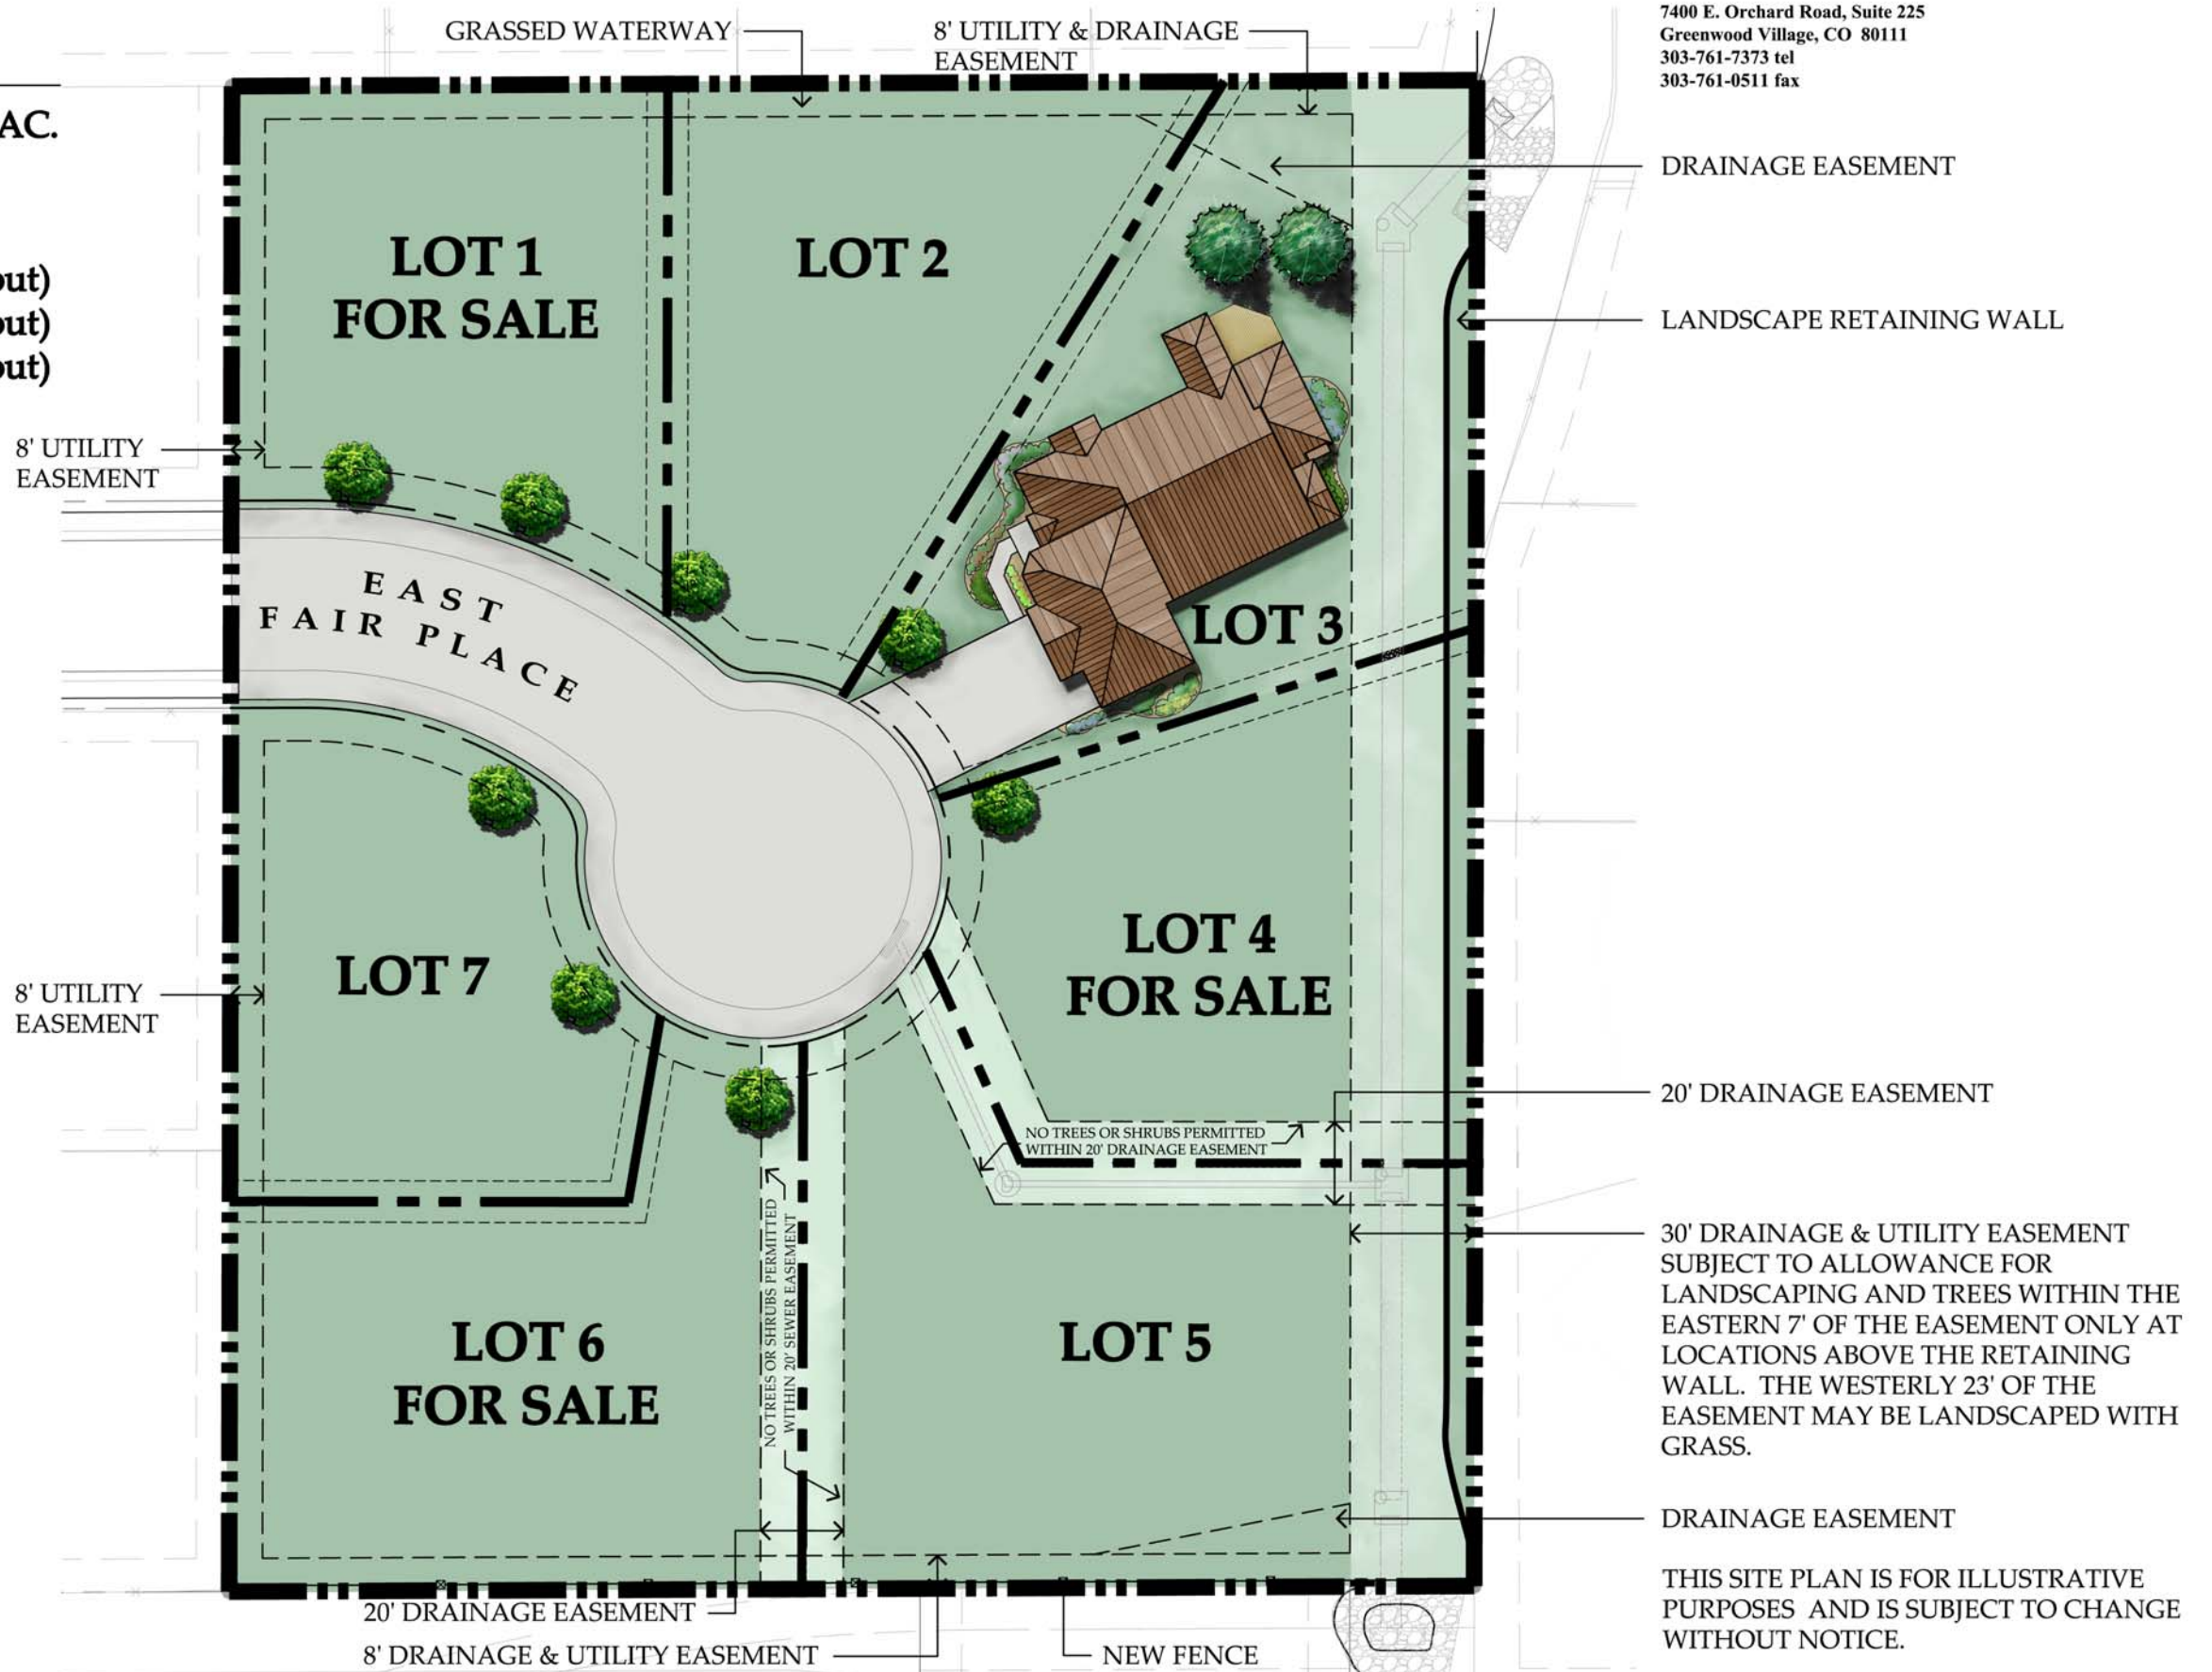 7400 E. Orchard Road, Suite 225
Greenwood Village, CO 80111
303-761-7373 tel
303-761-0511 fax
GRASSED WATERWAY
8' UTILITY & DRAINAGE
EASEMENT
AC.
out)
out)
out)
DRAINAGE EASEMENT
LOT 1
FOR SALE
LOT 2
LANDSCAPE RETAINING WALL
8' UTILITY
EASEMENT
EAST
FAIR PLACE
LOT 3
LOT 4
FOR SALE
LOT 7
8' UTILITY
EASEMENT
20' DRAINAGE EASEMENT
NO TREES OR SHRUBS PERMITTED
WITHIN 20' DRAINAGE EASEMENT
NO TREES OR SHRUBS PERMITTED
WITHIN 20' SEWER EASEMENT
30' DRAINAGE & UTILITY EASEMENT
SUBJECT TO ALLOWANCE FOR
LANDSCAPING AND TREES WITHIN THE
EASTERN 7' OF THE EASEMENT ONLY AT
LOCATIONS ABOVE THE RETAINING
WALL. THE WESTERLY 23' OF THE
EASEMENT MAY BE LANDSCAPED WITH
GRASS.
LOT 6
FOR SALE
LOT 5
DRAINAGE EASEMENT
THIS SITE PLAN IS FOR ILLUSTRATIVE
PURPOSES AND IS SUBJECT TO CHANGE
WITHOUT NOTICE.
20' DRAINAGE EASEMENT
8' DRAINAGE & UTILITY EASEMENT
NEW FENCE